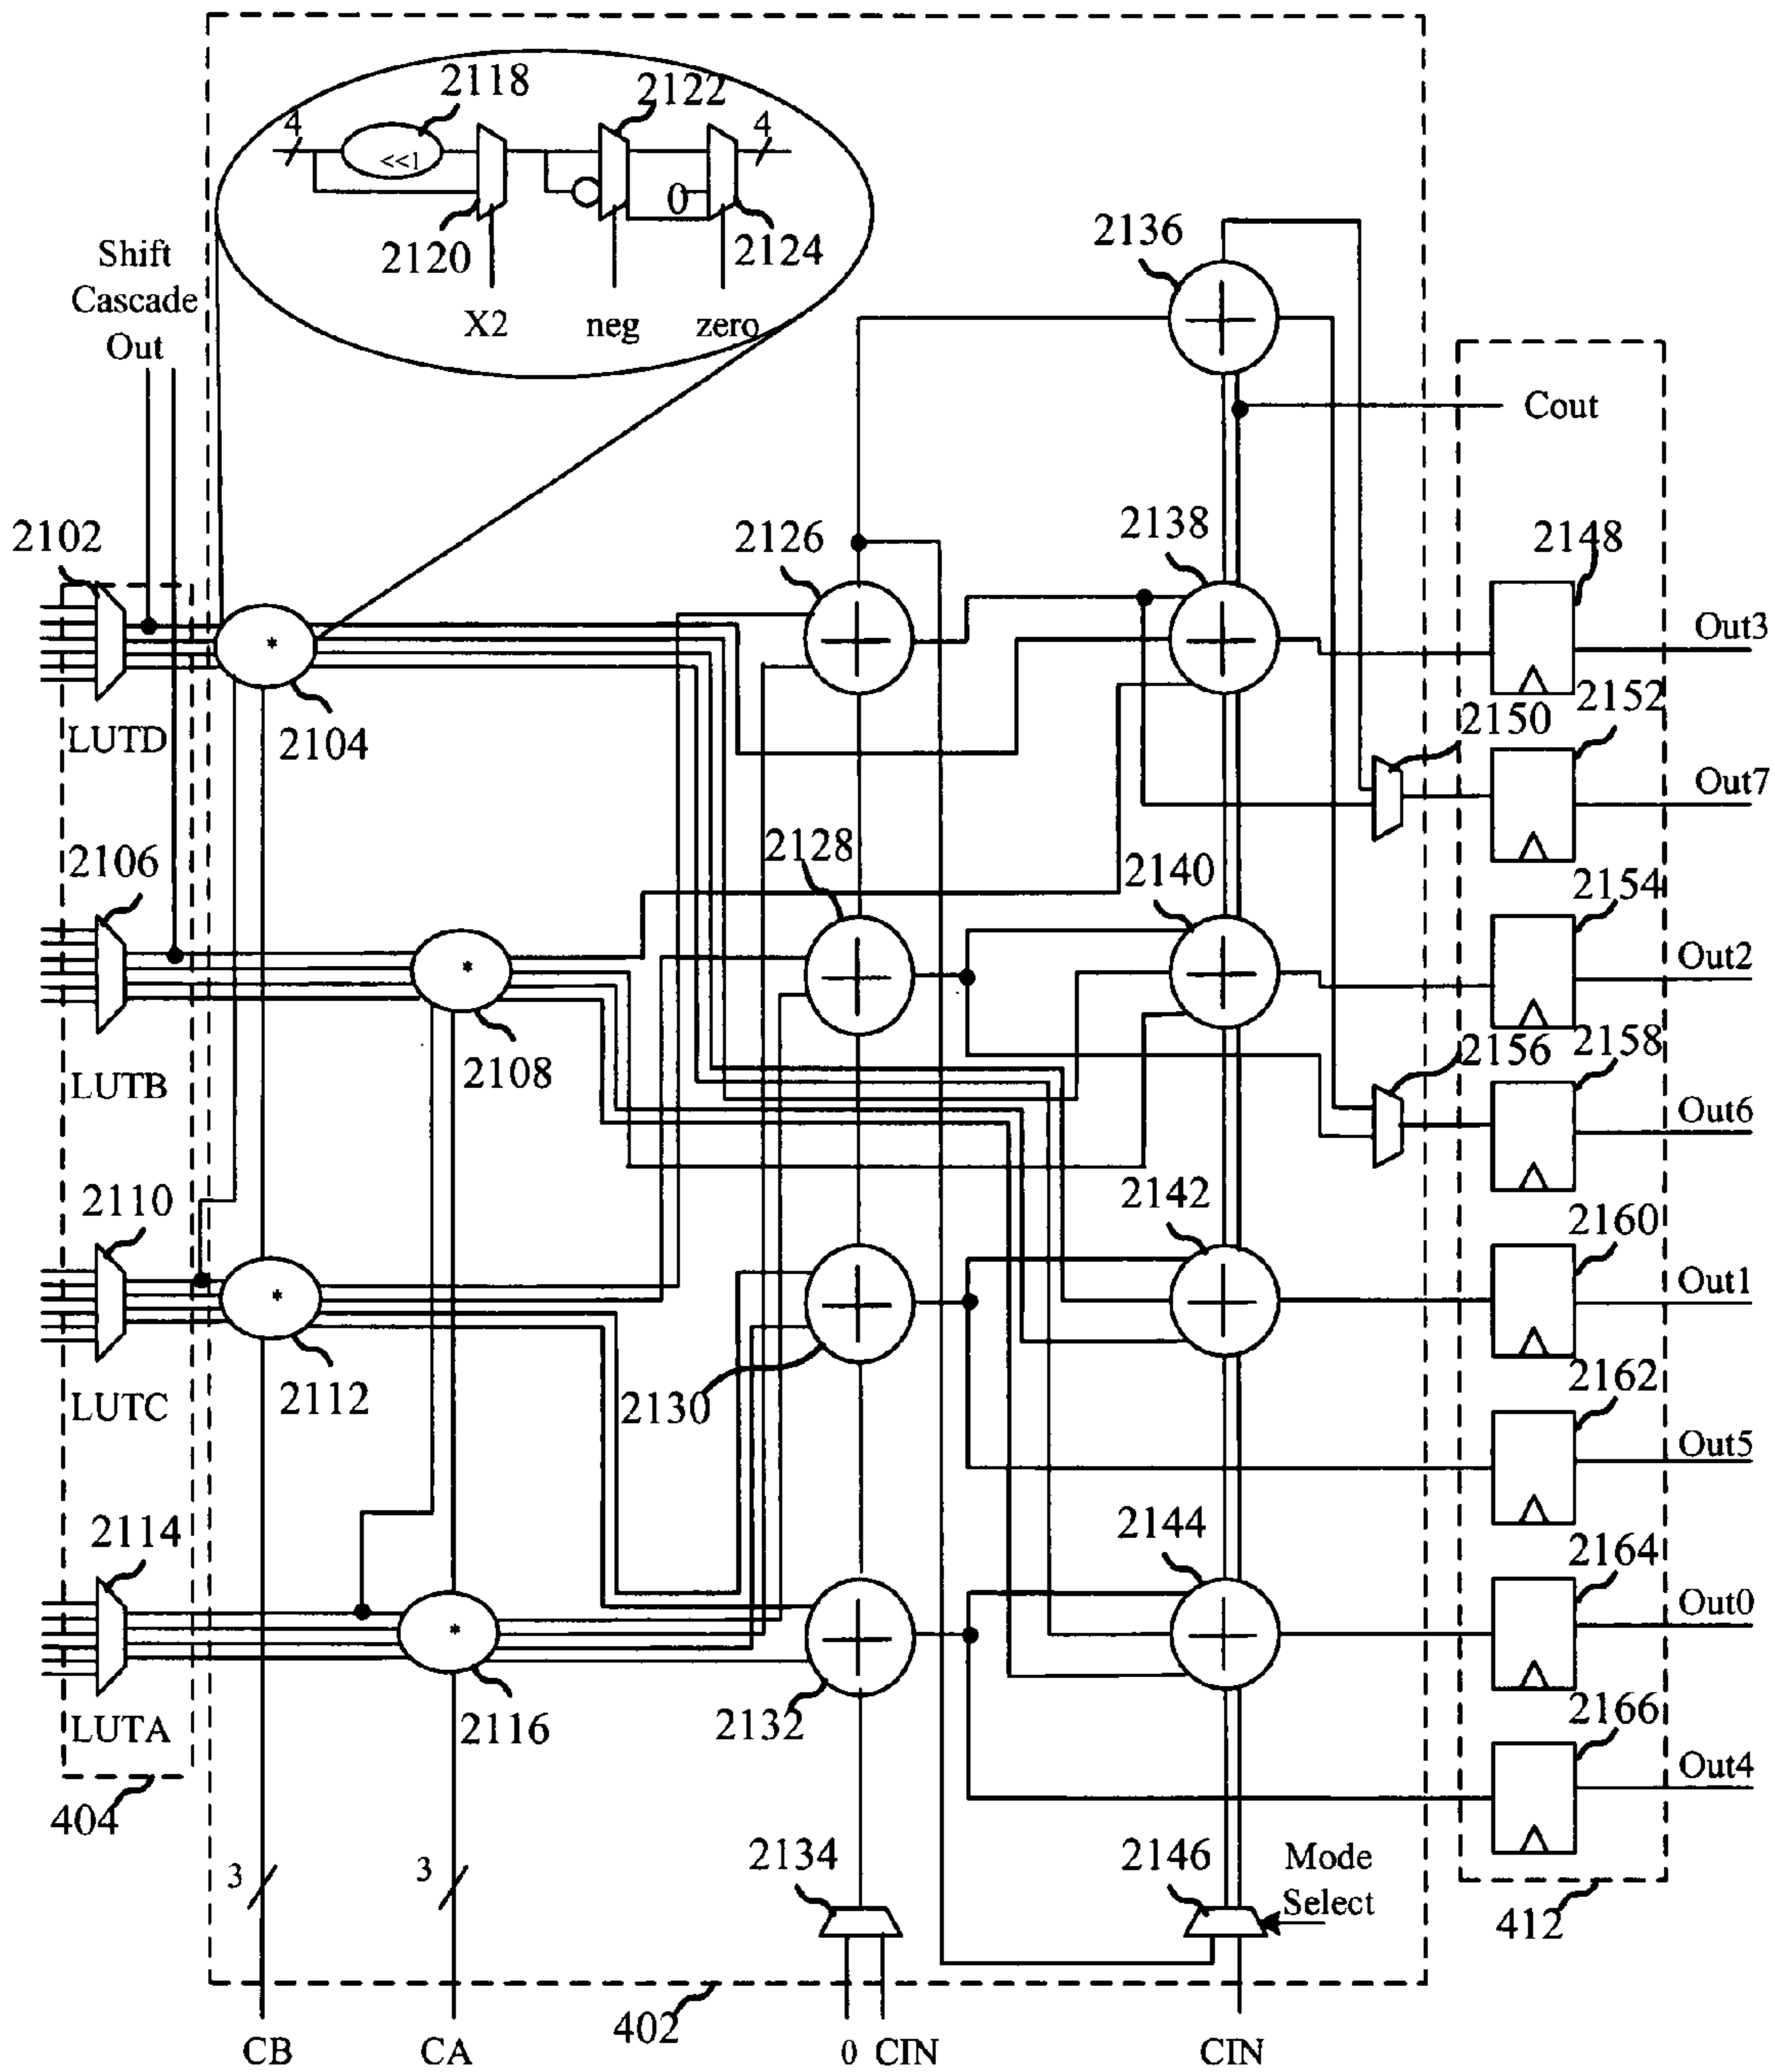 2118
2122
4
4
<<1
0
2120
2124
X2
neg
zero
Shift
Cascade
Out
2136
Cout
2102
2126
2138
2148
*
Out3
LUTD
2104
2150
2152
Out7
2106
2128
2140
2154
*
Out2
LUTB
2108
2156
2158
Out6
2110
2142
2160
*
Out1
LUTC
2112
2130
2162
Out5
2114
2144
2164
*
Out0
LUTA
2116
2132
2166
Out4
404
3
3
2134
2146
Mode
Select
412
402
CB
CA
0
CIN
CIN